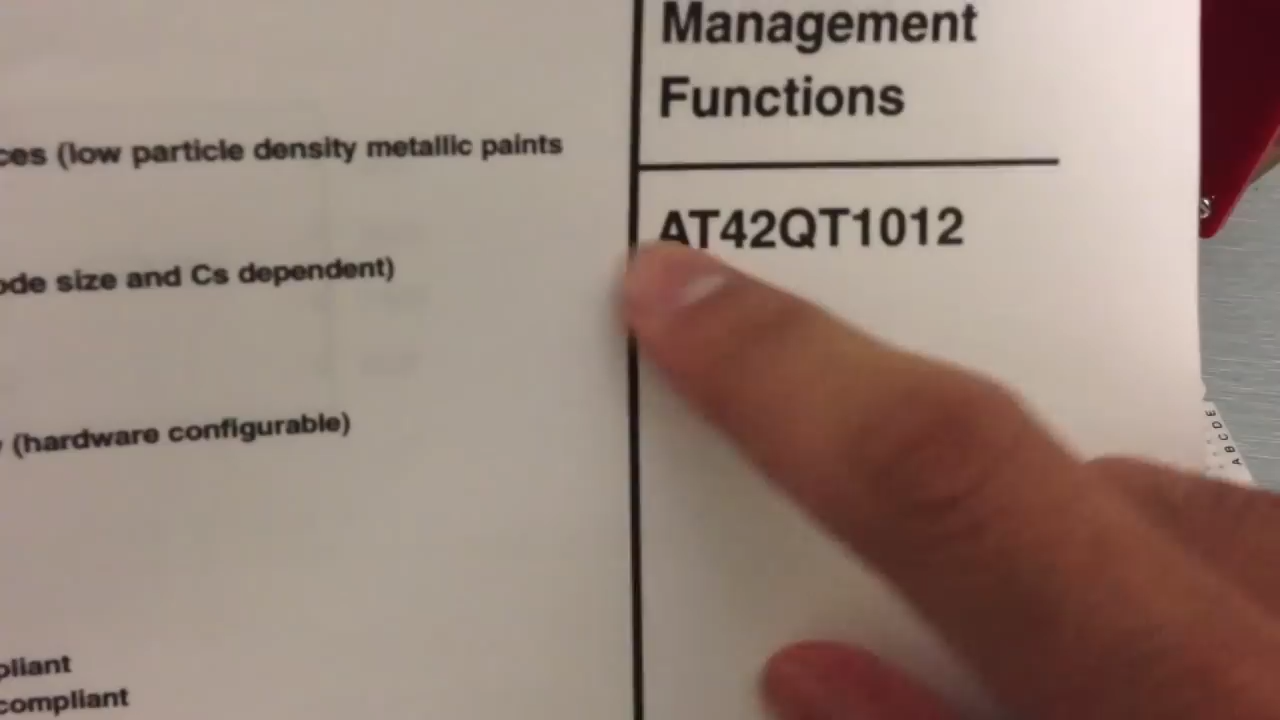 Management
Functions
ces (low particle density metallic paints
AT42QT1012
ode size and Cs dependent)
(hardware configurable)
pliant
compliant
A B C D E